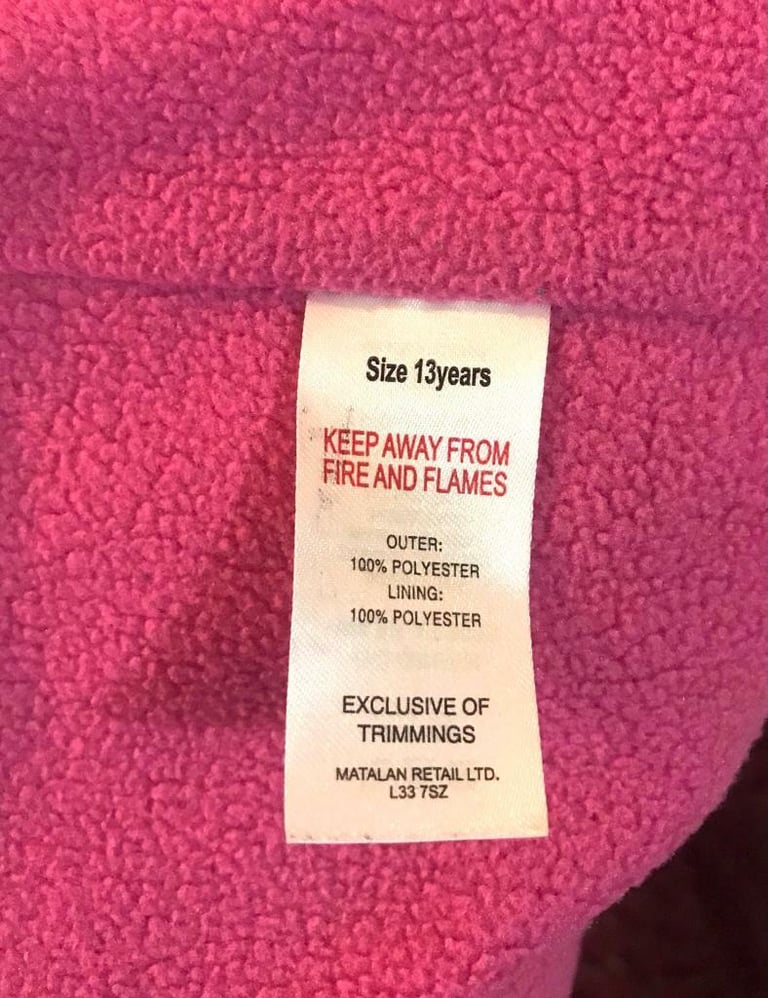 Size 13years
KEEP AWAY FROM
FIRE AND FLAMES
OUTER:
100% POLYESTER
LINING:
100% POLYESTER
EXCLUSIVE OF
TRIMMINGS
MATALAN RETAIL LTD.
L33 7SZ